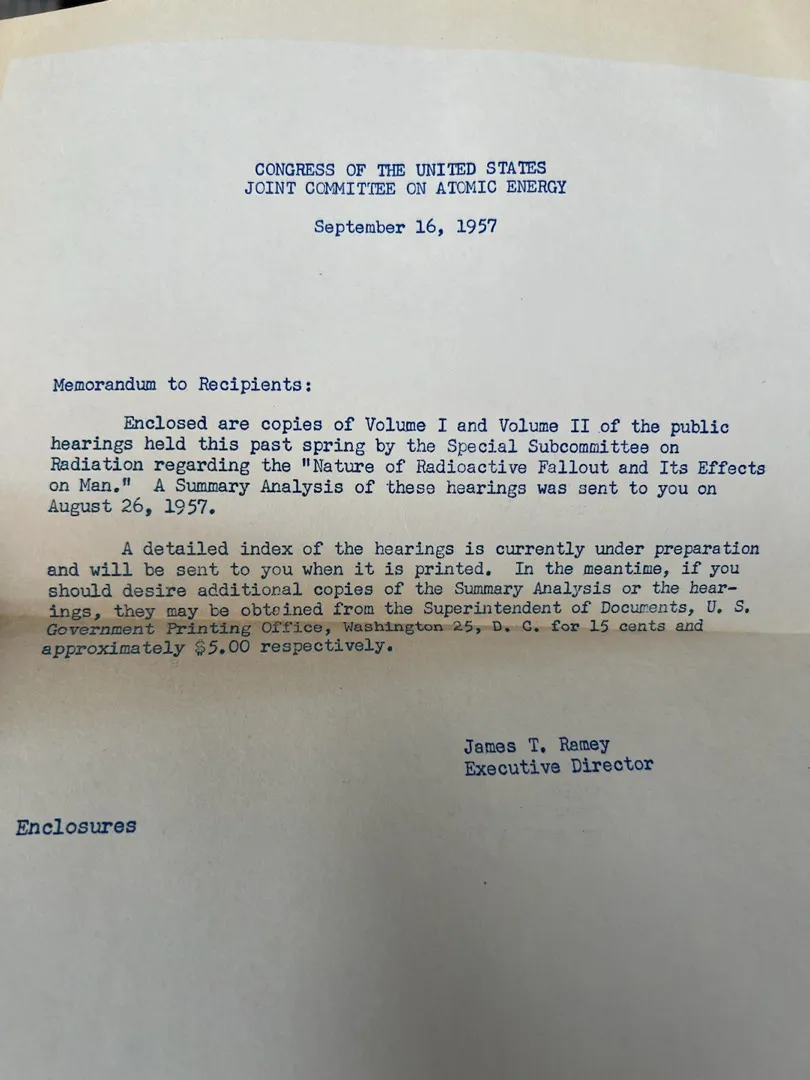 CONGRESS OF THE UNITED STATES
JOINT COMMITTEE ON ATOMIC ENERGY
September 16, 1957
Memorandum to Recipients:
Enclosed are copies of Volume I and Volume II of the public
hearings held this past spring by the Special Subcommittee on
Radiation regarding the "Nature of Radioactive Fallout and Its Effects
on Man." A Summary Analysis of these hearings was sent to you on
August 26, 1957.
A detailed index of the hearings is currently under preparation
and will be sent to you when it is printed. In the meantime, if you
should desire additional copies of the Summary Analysis or the hear-
ings, they may be obtained from the Superintendent of Documents, U. S.
Government Printing Office, Washington 25, D. C. for 15 cents and
approximately $5.00 respectively.
James T. Ramey
Executive Director
Enclosures